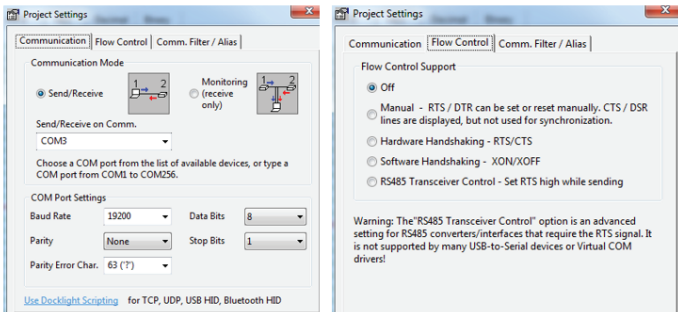 Project Settings
Communication Flow Control Comm. Filter / Alias
Communication Mode
Send/Receive
1 2
Monitoring
(receive
only)
1 2
Send/Receive on Comm.
COM3
Choose a COM port from the list of available devices, or type a
COM port from COM1 to COM256.
COM Port Settings
Baud Rate 19200 Data Bits 8
Parity None Stop Bits 1
Parity Error Char. 63 ('?')
Use Docklight Scripting for TCP, UDP, USB HID, Bluetooth HID
Project Settings
Communication Flow Control Comm. Filter / Alias
Flow Control Support
Off
Manual - RTS / DTR can be set or reset manually. CTS / DSR
lines are displayed, but not used for synchronization.
Hardware Handshaking - RTS/CTS
Software Handshaking - XON/XOFF
RS485 Transceiver Control - Set RTS high while sending
Warning: The"RS485 Transceiver Control" option is an advanced
setting for RS485 converters/interfaces that require the RTS signal. It
is not supported by many USB-to-Serial devices or Virtual COM
drivers!